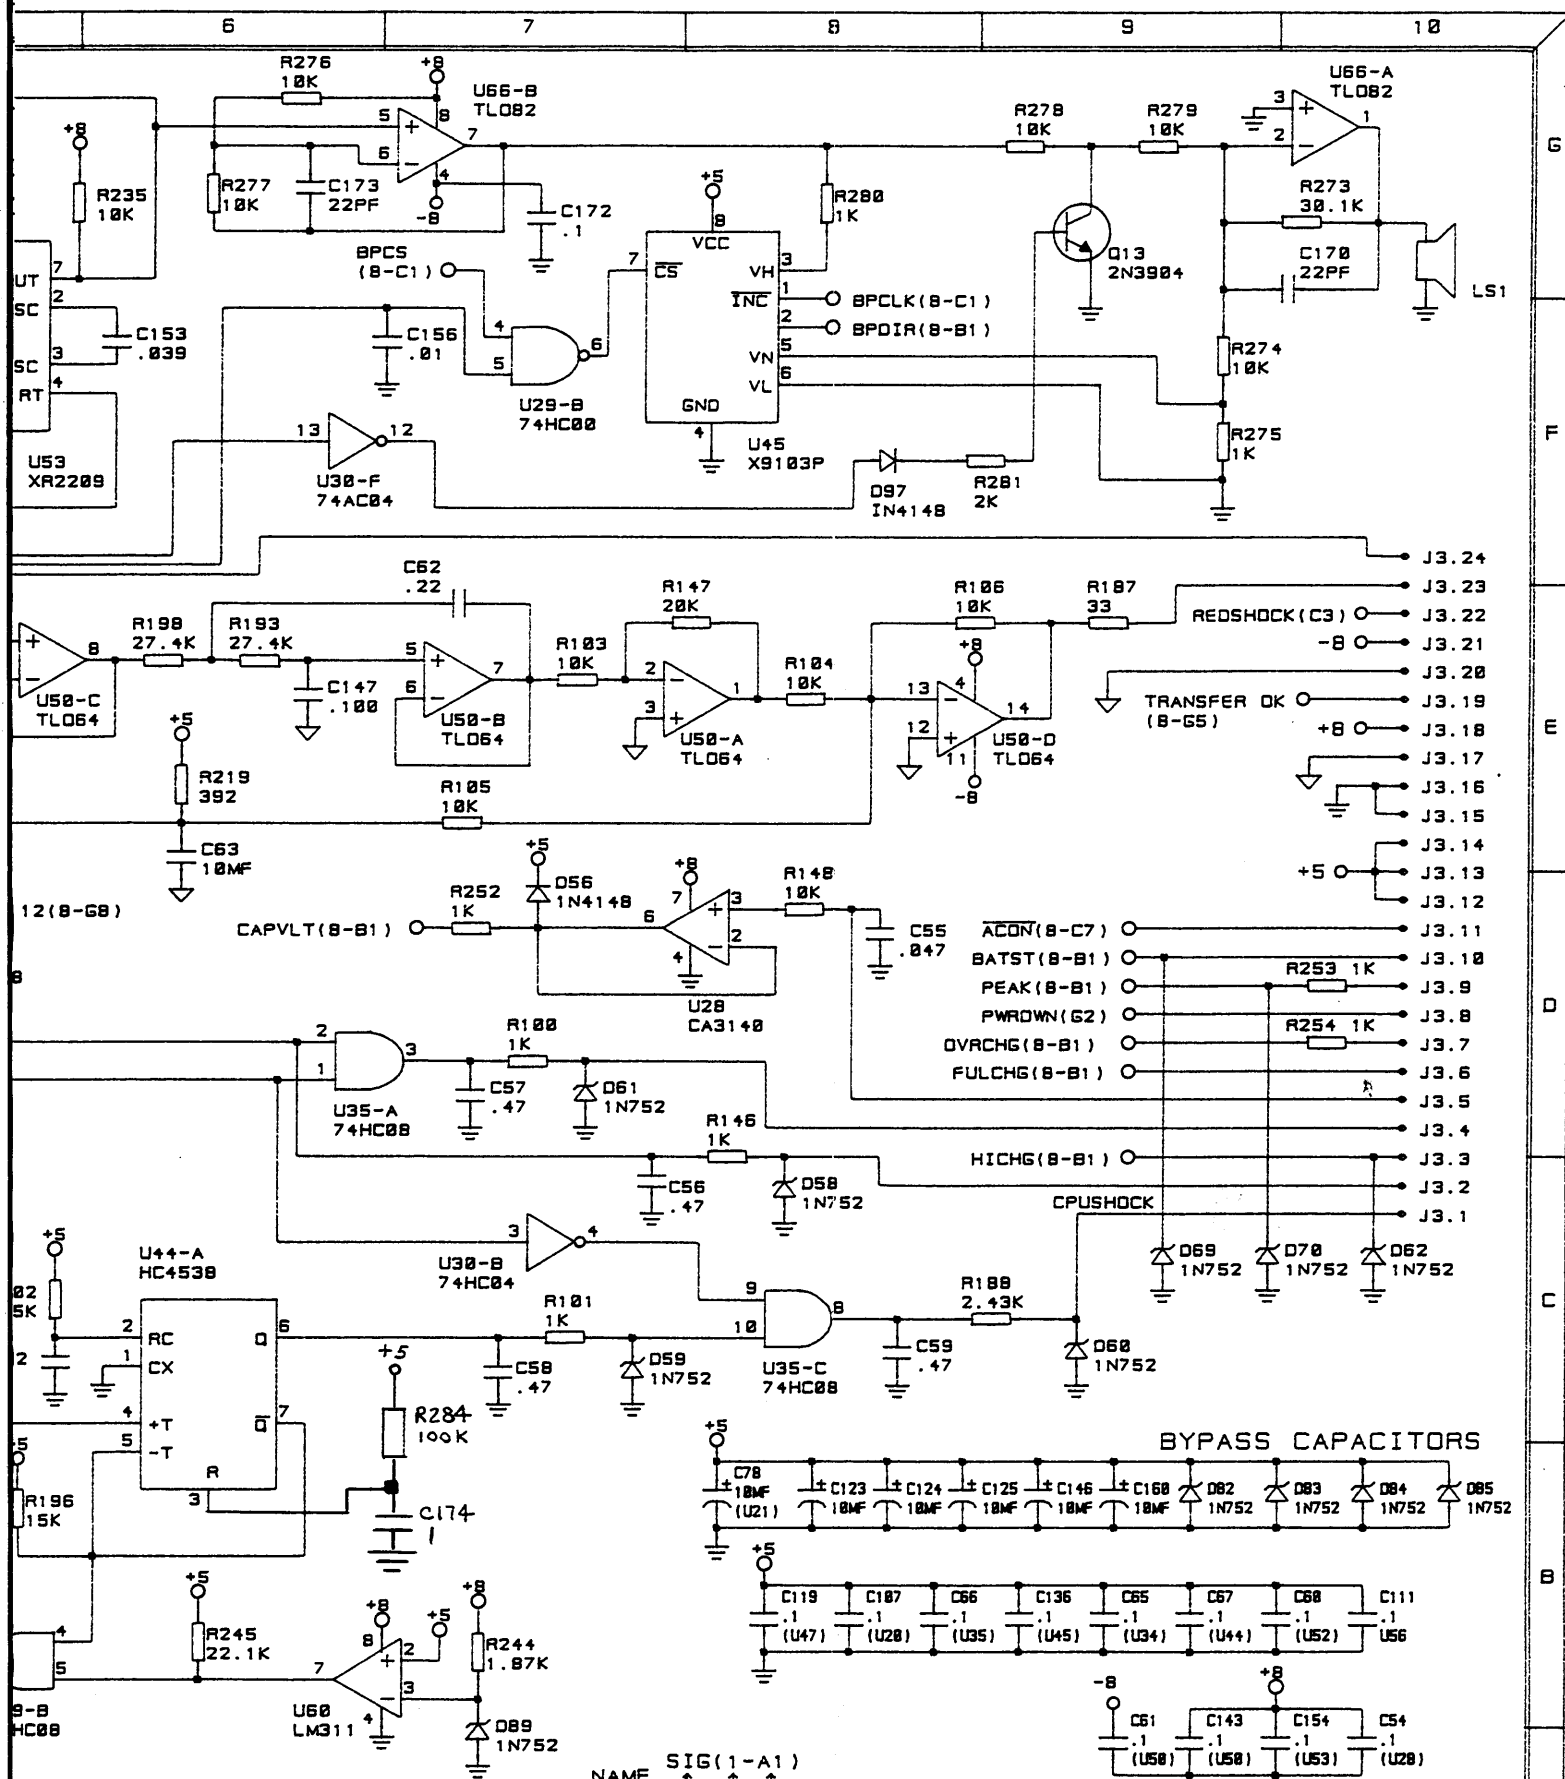 6 7 8 9 10
R276
10K
+8
U66-B
TL082
8
5
+
7
6
-
4
-8
+8
R235
10K
R277
10K
C173
22PF
C172
.1
BPCS
(8-C1)
+5
8
VCC
7
CS
VH
3
INC
1
BPCLK(8-C1)
2
BPDIR(8-B1)
VN
5
VL
6
GND
4
U45
X9103P
R280
1K
R278
10K
R279
10K
U66-A
TL082
3
+
1
2
-
G
R273
30.1K
C170
22PF
LS1
Q13
2N3904
R274
10K
R275
1K
F
UT
7
SC
2
C153
.039
SC
3
RT
4
U53
XR2209
C156
.01
4
5
6
U29-B
74HC00
13
12
U30-F
74AC04
D97
IN4148
R281
2K
J3.24
J3.23
REDSHOCK(C3)
J3.22
-8
J3.21
J3.20
TRANSFER OK
(8-G5)
J3.19
+8
J3.18
J3.17
J3.16
J3.15
J3.14
+5
J3.13
J3.12
ACON(8-C7)
J3.11
BATST(8-B1)
J3.10
PEAK(8-B1)
R253 1K
J3.9
PWRDWN(G2)
J3.8
OVRCHG(8-B1)
R254 1K
J3.7
FULCHG(8-B1)
J3.6
J3.5
J3.4
HICHG(8-B1)
J3.3
J3.2
CPUSHOCK
J3.1
E
D
C
B
+
-
8
U50-C
TL064
R198
27.4K
R193
27.4K
C62
.22
C147
.100
5
+
6
-
7
U50-B
TL064
R103
10K
R147
20K
2
-
3
+
1
U50-A
TL064
R104
10K
R106
10K
+8
4
13
-
12
+
14
11
-8
U50-D
TL064
R187
33
+5
R219
392
C63
10MF
R105
10K
12(8-G8)
8
CAPVLT(8-B1)
R252
1K
+5
D56
1N4148
+8
7
6
+
3
-
2
4
U28
CA3140
R148
10K
C55
.047
2
1
3
U35-A
74HC08
R100
1K
C57
.47
D61
1N752
R146
1K
C56
.47
D58
1N752
3
4
U30-B
74HC04
9
10
8
U35-C
74HC08
R188
2.43K
C59
.47
D60
1N752
D69
1N752
D70
1N752
D62
1N752
+5
02
5K
12
U44-A
HC4538
2
RC
Q
6
1
CX
4
+T
Q
7
5
-T
R
3
R101
1K
C58
.47
D59
1N752
+5
R284
100K
C174
1
+5
R196
15K
BYPASS CAPACITORS
+5
C78
10MF
(U21)
C123
10MF
C124
10MF
C125
10MF
C146
10MF
C160
10MF
D82
1N752
D83
1N752
D84
1N752
D85
1N752
+5
C119
.1
(U47)
C107
.1
(U20)
C66
.1
(U35)
C136
.1
(U45)
C65
.1
(U34)
C67
.1
(U44)
C60
.1
(U52)
C111
.1
U56
-8
C61
.1
(U50)
+8
C143
.1
(U50)
C154
.1
(U53)
C54
.1
(U28)
4
5
9-B
HC08
+5
R245
22.1K
7
+8
8
+
2
+5
-
3
4
U60
LM311
+8
R244
1.87K
D89
1N752
NAME SIG(1-A1)